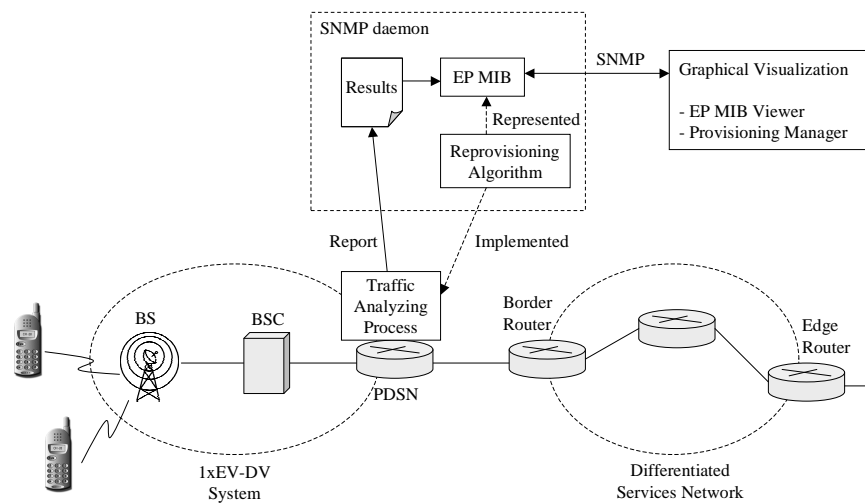 SNMP daemon
Results
EP MIB
SNMP
Graphical Visualization
- EP MIB Viewer
- Provisioning Manager
Represented
Reprovisioning
Algorithm
Report
Implemented
Traffic
Analyzing
Process
BS
BSC
PDSN
Border
Router
Edge
Router
1xEV-DV
System
Differentiated
Services Network